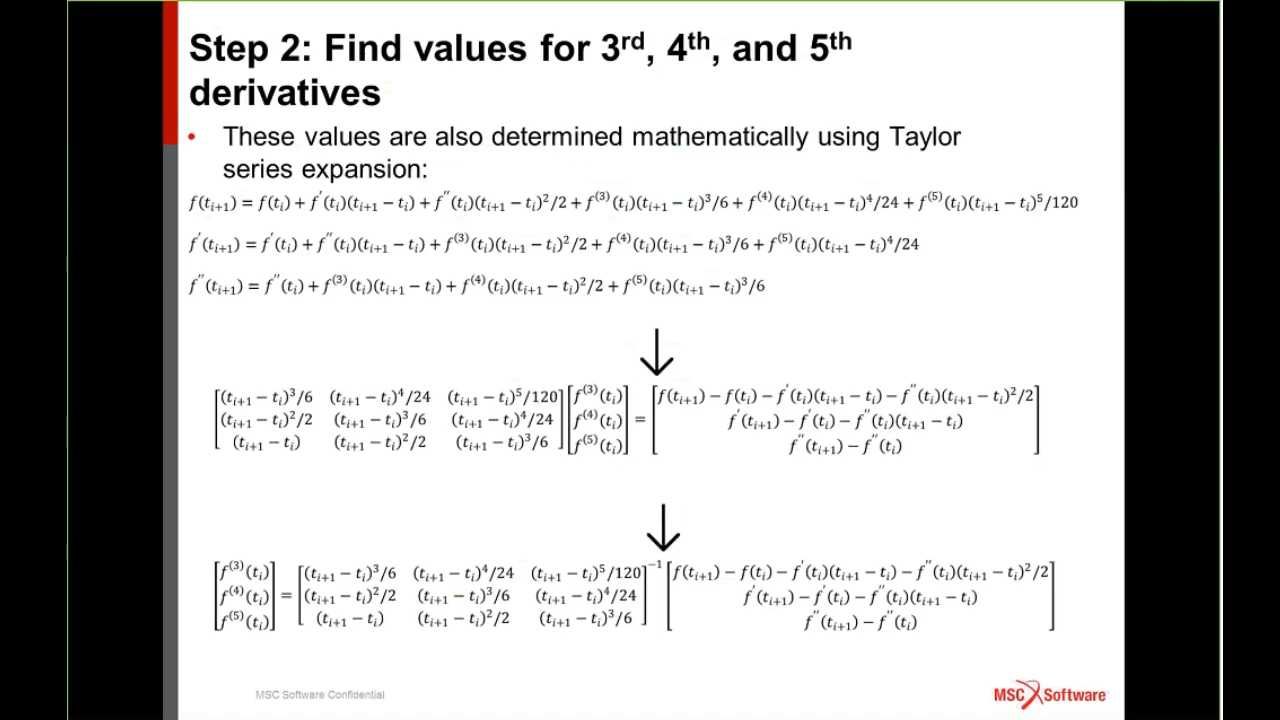 Step 2: Find values for 3rd, 4th, and 5th
derivatives
• These values are also determined mathematically using Taylor
series expansion:
f(tᵢ₊₁) = f(tᵢ) + f′(tᵢ)(tᵢ₊₁ − tᵢ) + f″(tᵢ)(tᵢ₊₁ − tᵢ)²/2 + f⁽³⁾(tᵢ)(tᵢ₊₁ − tᵢ)³/6 + f⁽⁴⁾(tᵢ)(tᵢ₊₁ − tᵢ)⁴/24 + f⁽⁵⁾(tᵢ)(tᵢ₊₁ − tᵢ)⁵/120
f′(tᵢ₊₁) = f′(tᵢ) + f″(tᵢ)(tᵢ₊₁ − tᵢ) + f⁽³⁾(tᵢ)(tᵢ₊₁ − tᵢ)²/2 + f⁽⁴⁾(tᵢ)(tᵢ₊₁ − tᵢ)³/6 + f⁽⁵⁾(tᵢ)(tᵢ₊₁ − tᵢ)⁴/24
f″(tᵢ₊₁) = f″(tᵢ) + f⁽³⁾(tᵢ)(tᵢ₊₁ − tᵢ) + f⁽⁴⁾(tᵢ)(tᵢ₊₁ − tᵢ)²/2 + f⁽⁵⁾(tᵢ)(tᵢ₊₁ − tᵢ)³/6
[(tᵢ₊₁ − tᵢ)³/6 (tᵢ₊₁ − tᵢ)⁴/24 (tᵢ₊₁ − tᵢ)⁵/120] [f⁽³⁾(tᵢ)] [f(tᵢ₊₁) − f(tᵢ) − f′(tᵢ)(tᵢ₊₁ − tᵢ) − f″(tᵢ)(tᵢ₊₁ − tᵢ)²/2]
(tᵢ₊₁ − tᵢ)²/2 (tᵢ₊₁ − tᵢ)³/6 (tᵢ₊₁ − tᵢ)⁴/24 f⁽⁴⁾(tᵢ) = f′(tᵢ₊₁) − f′(tᵢ) − f″(tᵢ)(tᵢ₊₁ − tᵢ)
(tᵢ₊₁ − tᵢ) (tᵢ₊₁ − tᵢ)²/2 (tᵢ₊₁ − tᵢ)³/6 f⁽⁵⁾(tᵢ) f″(tᵢ₊₁) − f″(tᵢ)
[f⁽³⁾(tᵢ)] [(tᵢ₊₁ − tᵢ)³/6 (tᵢ₊₁ − tᵢ)⁴/24 (tᵢ₊₁ − tᵢ)⁵/120]⁻¹ [f(tᵢ₊₁) − f(tᵢ) − f′(tᵢ)(tᵢ₊₁ − tᵢ) − f″(tᵢ)(tᵢ₊₁ − tᵢ)²/2]
f⁽⁴⁾(tᵢ) = (tᵢ₊₁ − tᵢ)²/2 (tᵢ₊₁ − tᵢ)³/6 (tᵢ₊₁ − tᵢ)⁴/24 f′(tᵢ₊₁) − f′(tᵢ) − f″(tᵢ)(tᵢ₊₁ − tᵢ)
f⁽⁵⁾(tᵢ) (tᵢ₊₁ − tᵢ) (tᵢ₊₁ − tᵢ)²/2 (tᵢ₊₁ − tᵢ)³/6 f″(tᵢ₊₁) − f″(tᵢ)
MSC Software Confidential
MSC Software